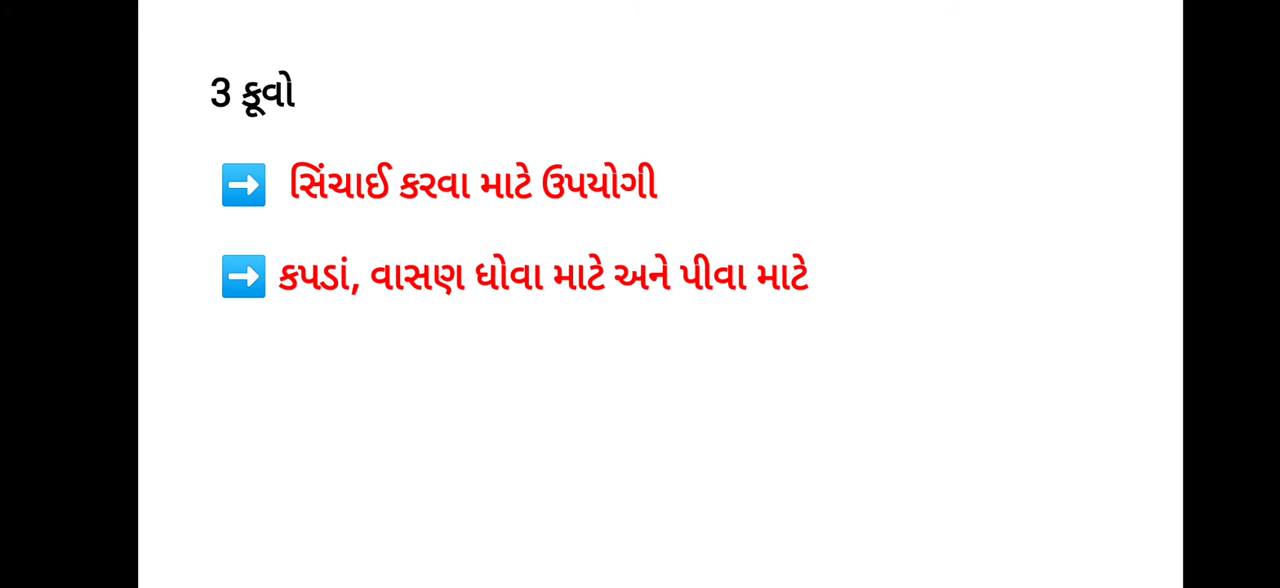 3 કૂવો
➡️ સિંચાઈ કરવા માટે ઉપયોગી
➡️ કપડાં, વાસણ ધોવા માટે અને પીવા માટે